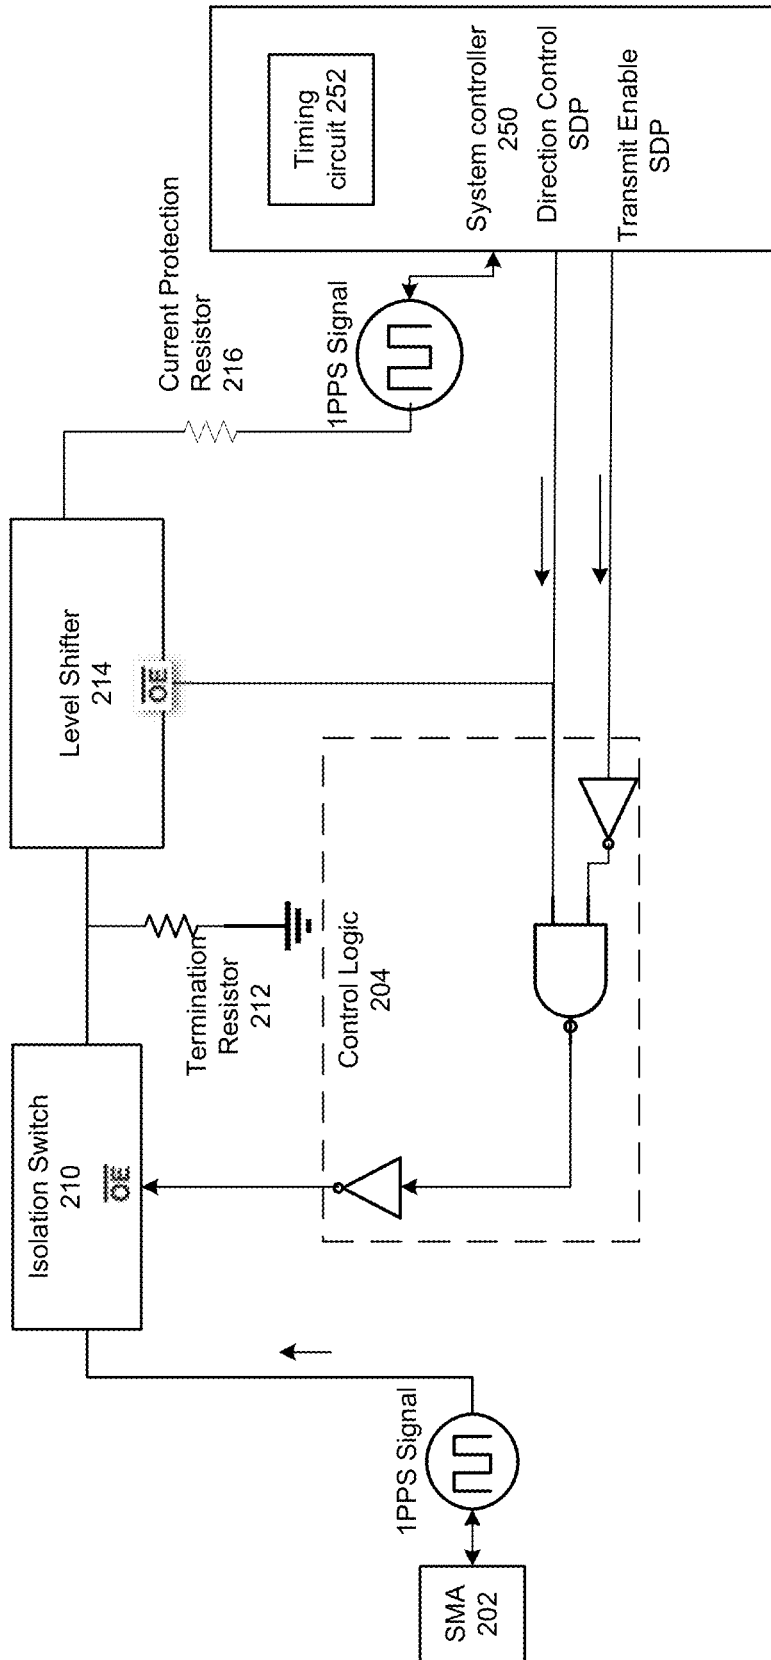 Isolation Switch
210
OE
Level Shifter
214
OE
Current Protection
Resistor
216
Termination
Resistor
212
Control Logic
204
1PPS Signal
1PPS Signal
SMA
202
Timing
circuit 252
System controller
250
Direction Control
SDP
Transmit Enable
SDP